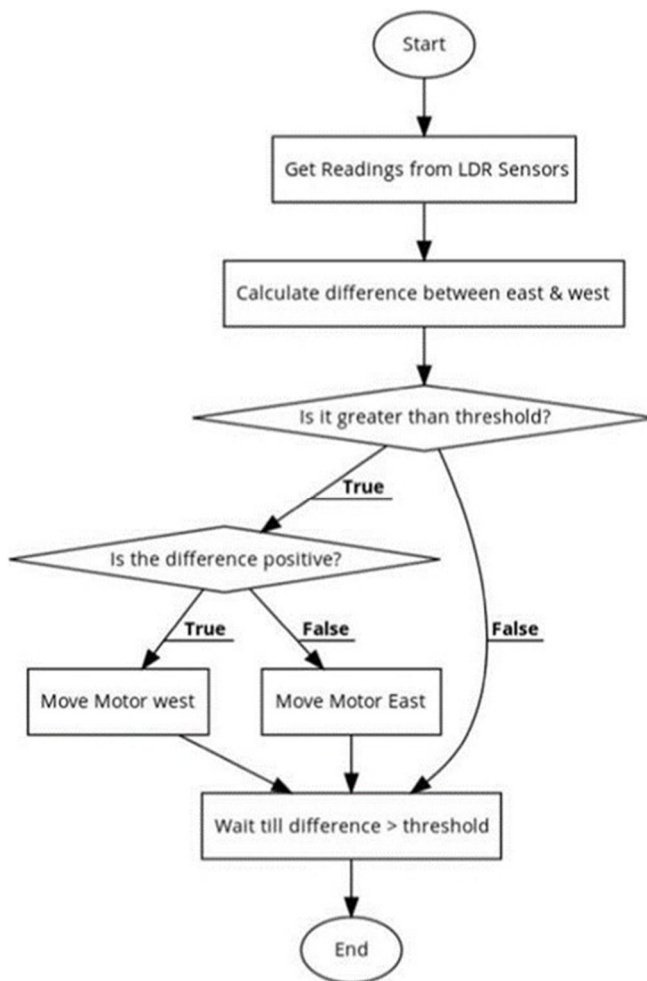 Start
Get Readings from LDR Sensors
Calculate difference between east & west
Is it greater than threshold?
True
Is the difference positive?
True
False
False
Move Motor west
Move Motor East
Wait till difference > threshold
End